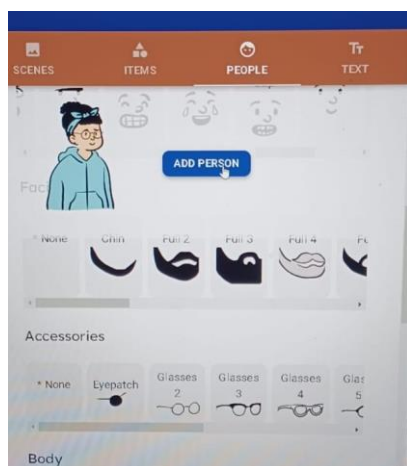 SCENES ITEMS PEOPLE TEXT
ADD PERSON
Faci
* None Chin Full 2 Full 3 Full 4
Accessories
* None Eyepatch Glasses 2 Glasses 3 Glasses 4 Glas 5
Body